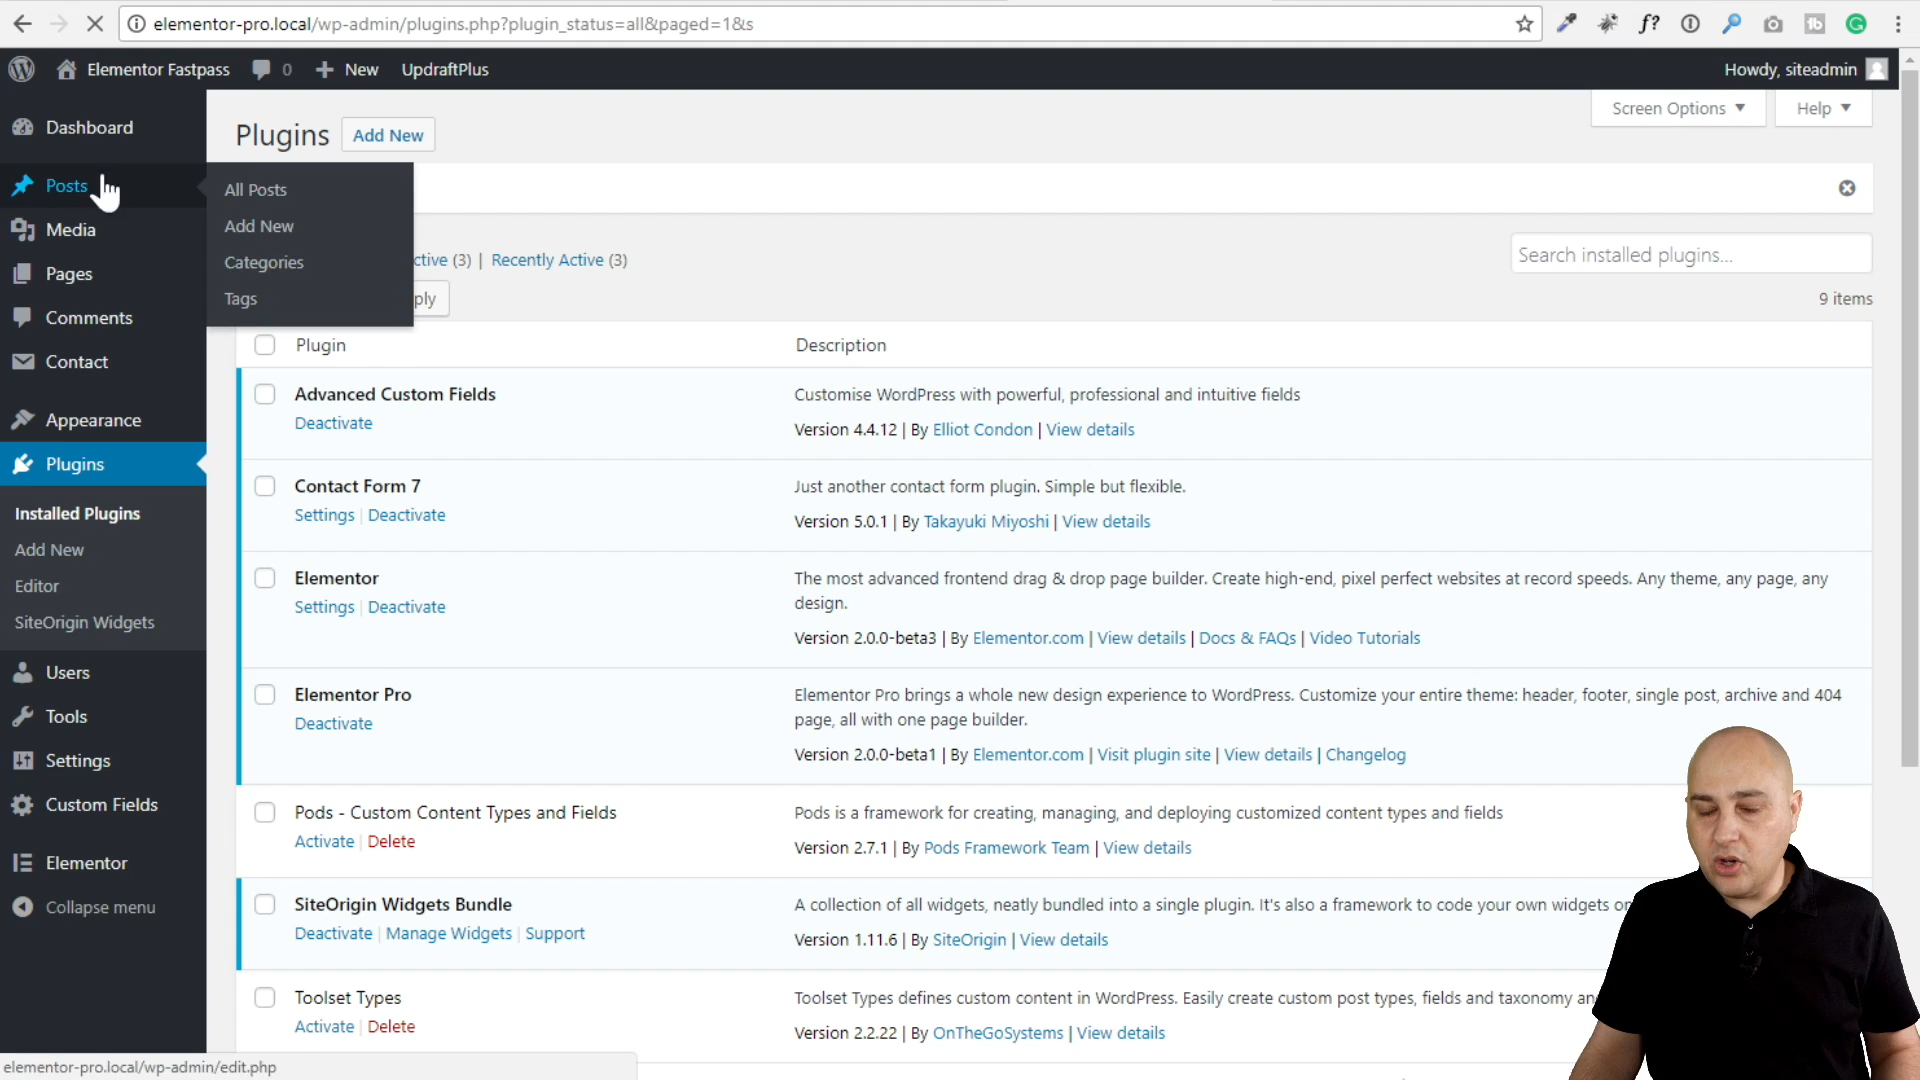 elementor-pro.local/wp-admin/plugins.php?plugin_status=all&paged=1&s
Elementor Fastpass 0 New UpdraftPlus Howdy, siteadmin
Screen Options Help
Plugins Add New
Dashboard
Posts
Media
Pages
Comments
Contact
Appearance
Plugins
Installed Plugins
Add New
Editor
SiteOrigin Widgets
Users
Tools
Settings
Custom Fields
Elementor
Collapse menu
All Posts
Add New
Categories
Tags
ctive (3) | Recently Active (3)
Search installed plugins...
ply
9 items
Plugin Description
Advanced Custom Fields
Deactivate
Customise WordPress with powerful, professional and intuitive fields
Version 4.4.12 | By Elliot Condon | View details
Contact Form 7
Settings | Deactivate
Just another contact form plugin. Simple but flexible.
Version 5.0.1 | By Takayuki Miyoshi | View details
Elementor
Settings | Deactivate
The most advanced frontend drag & drop page builder. Create high-end, pixel perfect websites at record speeds. Any theme, any page, any
design.
Version 2.0.0-beta3 | By Elementor.com | View details | Docs & FAQs | Video Tutorials
Elementor Pro
Deactivate
Elementor Pro brings a whole new design experience to WordPress. Customize your entire theme: header, footer, single post, archive and 404
page, all with one page builder.
Version 2.0.0-beta1 | By Elementor.com | Visit plugin site | View details | Changelog
Pods - Custom Content Types and Fields
Activate | Delete
Pods is a framework for creating, managing, and deploying customized content types and fields
Version 2.7.1 | By Pods Framework Team | View details
SiteOrigin Widgets Bundle
Deactivate | Manage Widgets | Support
A collection of all widgets, neatly bundled into a single plugin. It's also a framework to code your own widgets
Version 1.11.6 | By SiteOrigin | View details
Toolset Types
Activate | Delete
Toolset Types defines custom content in WordPress. Easily create custom post types, fields and taxonomy
Version 2.2.22 | By OnTheGoSystems | View details
elementor-pro.local/wp-admin/edit.php